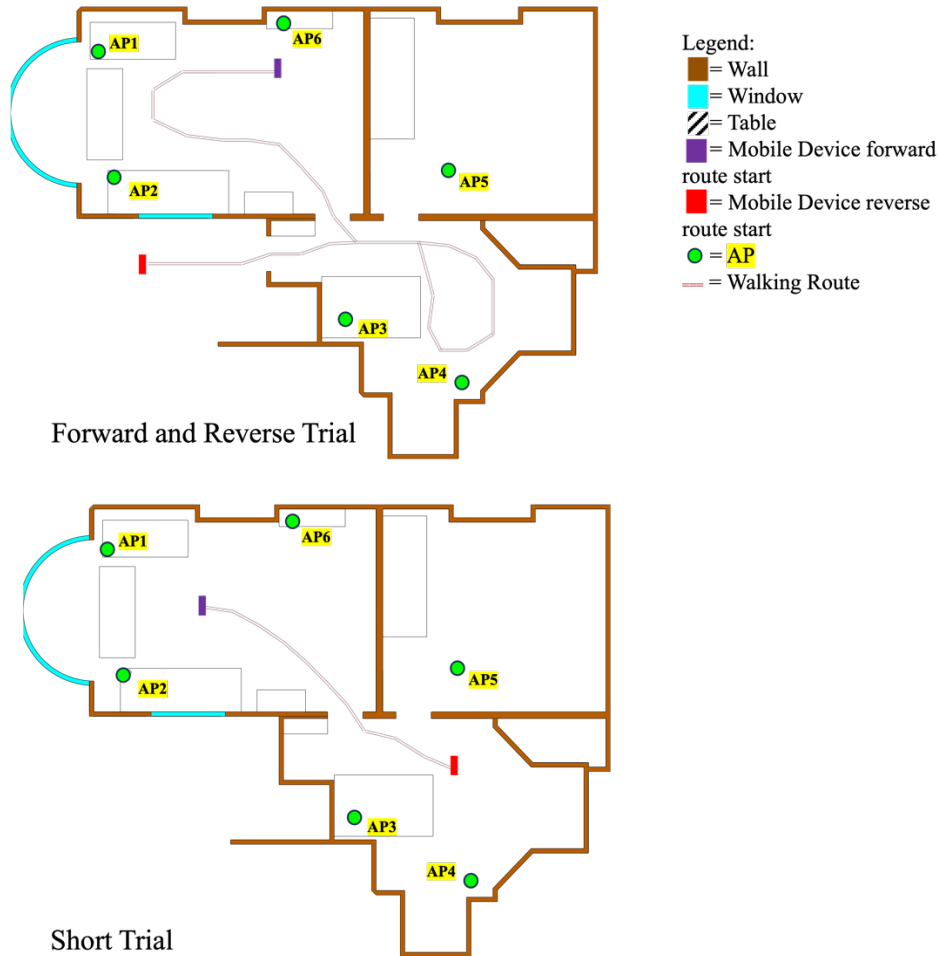 AP1
AP6
AP2
AP5
AP3
AP4
Forward and Reverse Trial
Legend:
= Wall
= Window
= Table
= Mobile Device forward
route start
= Mobile Device reverse
route start
= AP
= Walking Route
AP1
AP6
AP2
AP5
AP3
AP4
Short Trial